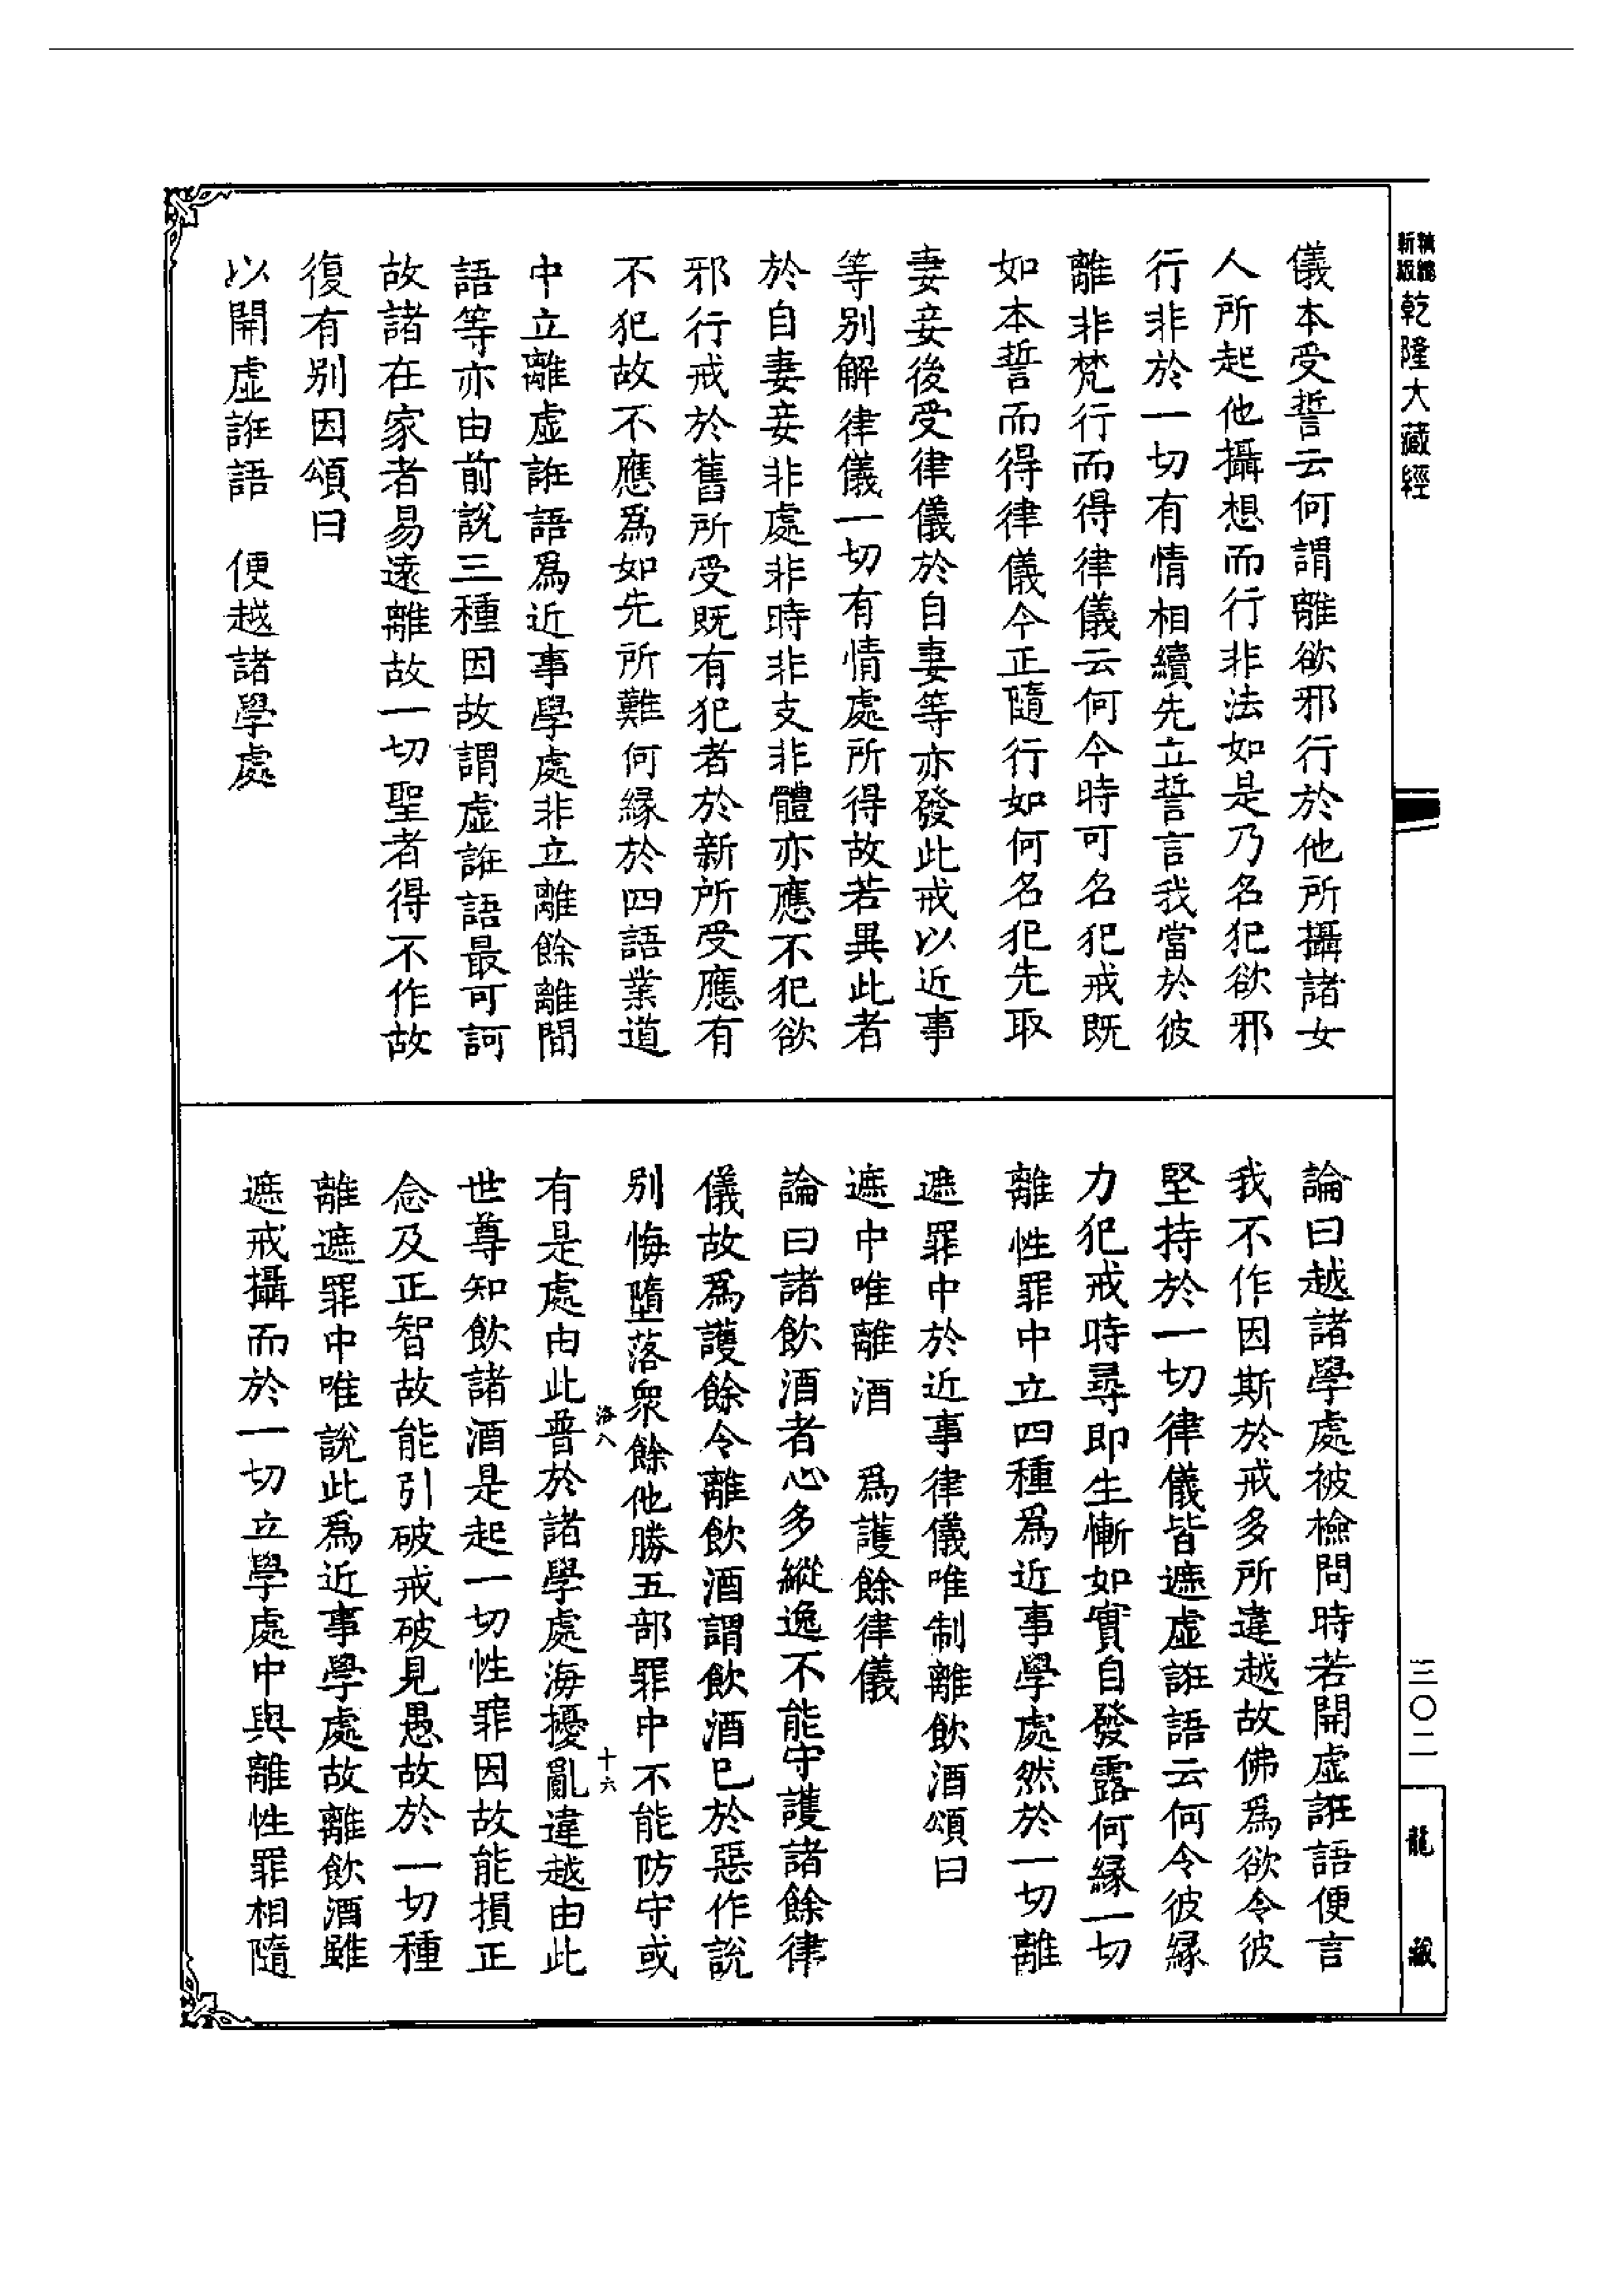 新編縮版
乾隆大藏經
儀本受誓云何謂離欲邪行於他所攝諸女
人所起他攝想而行非法如是乃名犯欲邪
行非於一切有情相續先立誓言我當於彼
離非梵行而得律儀云何今時可名犯戒既
如本誓而得律儀今正隨行如何名犯先取
妻妾後受律儀於自妻等亦發此戒以近事
等別解律儀一切有情處所得故若異此者
於自妻妾非處非時非支非體亦應不犯欲
邪行戒於舊所受既有犯者於新所受應有
不犯故不應爲如先所難何緣於四語業道
中立離虛誑語爲近事學處非立離餘離間
語等亦由前說三種因故謂虛誑語最可訶
故諸在家者易遠離故一切聖者得不作故
復有別因頌曰
以開虛誑語　便越諸學處
論曰越諸學處被檢問時若開虛誑語便言
我不作因斯於戒多所違越故佛爲欲令彼
堅持於一切律儀皆遮虛誑語云何令彼緣
力犯戒時尋即生慚如實自發露何緣一切
離性罪中立四種爲近事學處然於一切離
遮罪中於近事律儀唯制離飲酒頌曰
遮中唯離酒　爲護餘律儀
論曰諸飲酒者心多縱逸不能守護諸餘律
儀故爲護餘令離飲酒謂飲酒已於惡作說
別悔墮落衆餘他勝五部罪中不能防守或
洛八　十六
有是處由此普於諸學處海擾亂違越由此
世尊知飲諸酒是起一切性罪因故能損正
念及正智故能引破戒破見愚故於一切種
離遮罪中唯說此爲近事學處故離飲酒雖
遮戒攝而於一切立學處中與離性罪相隨
三〇二
龍藏